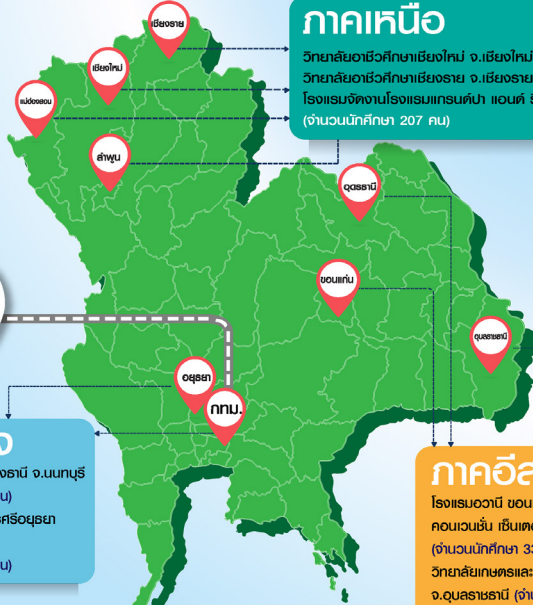 เชียงราย
เชียงใหม่
แม่ฮ่องสอน
ลำพูน
อุดรธานี
ขอนแก่น
อุบลราชธานี
อยุธยา
กทม.
ภาคเหนือ
วิทยาลัยอาชีวศึกษาเชียงใหม่ จ.เชียงใหม่
วิทยาลัยอาชีวศึกษาเชียงราย จ.เชียงราย
โรงแรมจัดงานโรงแรมแกรนด์ปา แอนด์
(จำนวนนักศึกษา 207 คน)
จ.นนทบุรี
ศรีอยุธยา
ภาคอีส
โรงแรมอวานี ขอน
คอนเวนชั่น เซ็นเตอ
(จำนวนนักศึกษา 33
วิทยาลัยเกษตรและ
จ.อุบลราชธานี (จำน